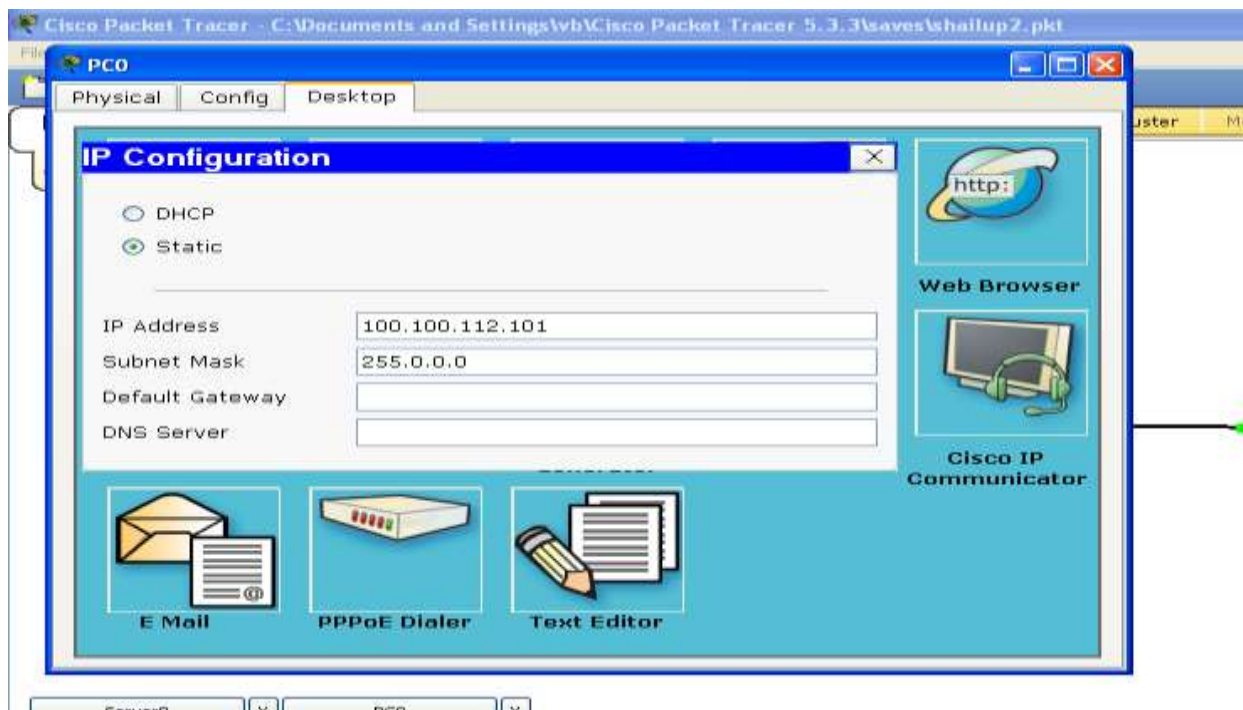 Cisco Packet Tracer - C:\Documents and Settings\vb\Cisco Packet Tracer 5.3.3\saves\shailup2.pkt
File
PC0
Physical Config Desktop
IP Configuration
DHCP
Static
IP Address 100.100.112.101
Subnet Mask 255.0.0.0
Default Gateway
DNS Server
http:
Web Browser
Cisco IP
Communicator
E Mail
PPPoE Dialer
Text Editor